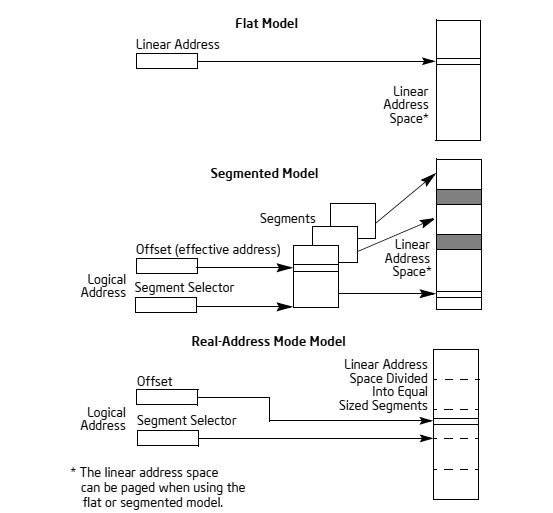 Flat Model
Linear Address
Linear
Address
Space*
Segmented Model
Segments
Offset (effective address)
Logical
Address
Segment Selector
Linear
Address
Space*
Real-Address Mode Model
Linear Address
Space Divided
Into Equal
Sized Segments
Offset
Logical
Address
Segment Selector
* The linear address space
can be paged when using the
flat or segmented model.